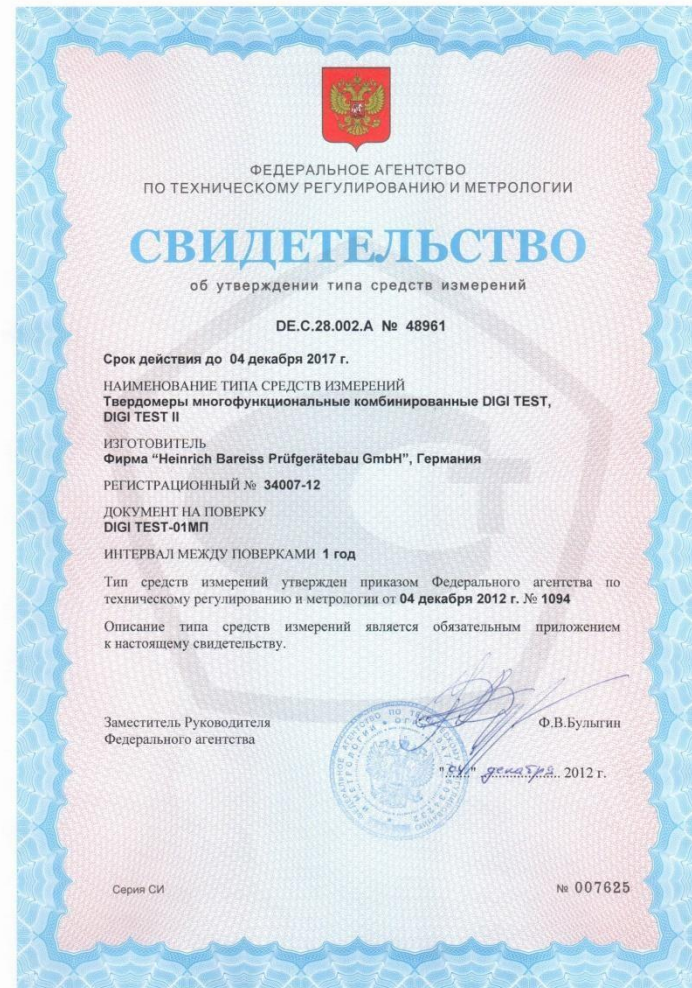 ФЕДЕРАЛЬНОЕ АГЕНТСТВО
ПО ТЕХНИЧЕСКОМУ РЕГУЛИРОВАНИЮ И МЕТРОЛОГИИ
СВИДЕТЕЛЬСТВО
об утверждении типа средств измерений
DE.C.28.002.A № 48961
Срок действия до 04 декабря 2017 г.
НАИМЕНОВАНИЕ ТИПА СРЕДСТВ ИЗМЕРЕНИЙ
Твердомеры многофункциональные комбинированные DIGI TEST,
DIGI TEST II
ИЗГОТОВИТЕЛЬ
Фирма “Heinrich Bareiss Prüfgerätebau GmbH”, Германия
РЕГИСТРАЦИОННЫЙ № 34007-12
ДОКУМЕНТ НА ПОВЕРКУ
DIGI TEST-01МП
ИНТЕРВАЛ МЕЖДУ ПОВЕРКАМИ 1 год
Тип средств измерений утвержден приказом Федерального агентства по
техническому регулированию и метрологии от 04 декабря 2012 г. № 1094
Описание типа средств измерений является обязательным приложением
к настоящему свидетельству.
Заместитель Руководителя
Федерального агентства
Ф.В.Булыгин
"04" декабря 2012 г.
Серия СИ
№ 007625